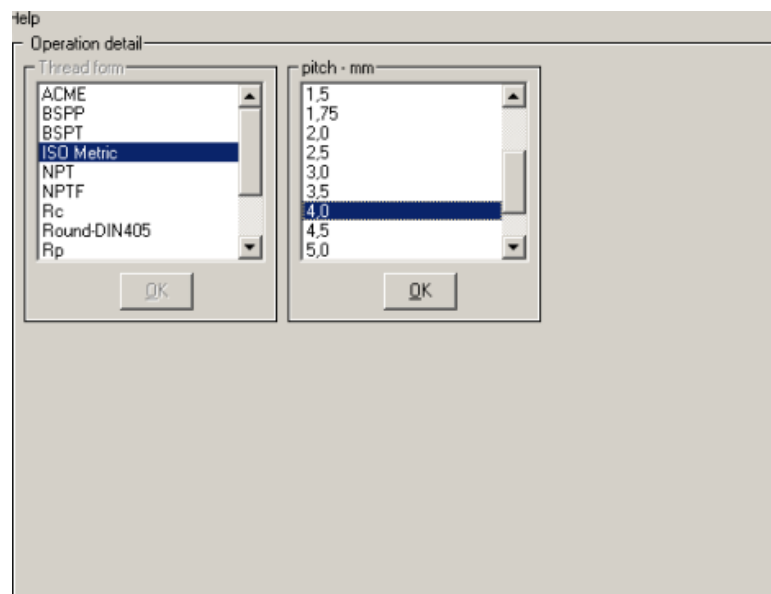 Help
Operation detail
Thread form
ACME
BSPP
BSPT
ISO Metric
NPT
NPTF
Rc
Round-DIN405
Rp
OK
pitch - mm
1,5
1,75
2,0
2,5
3,0
3,5
4,0
4,5
5,0
OK